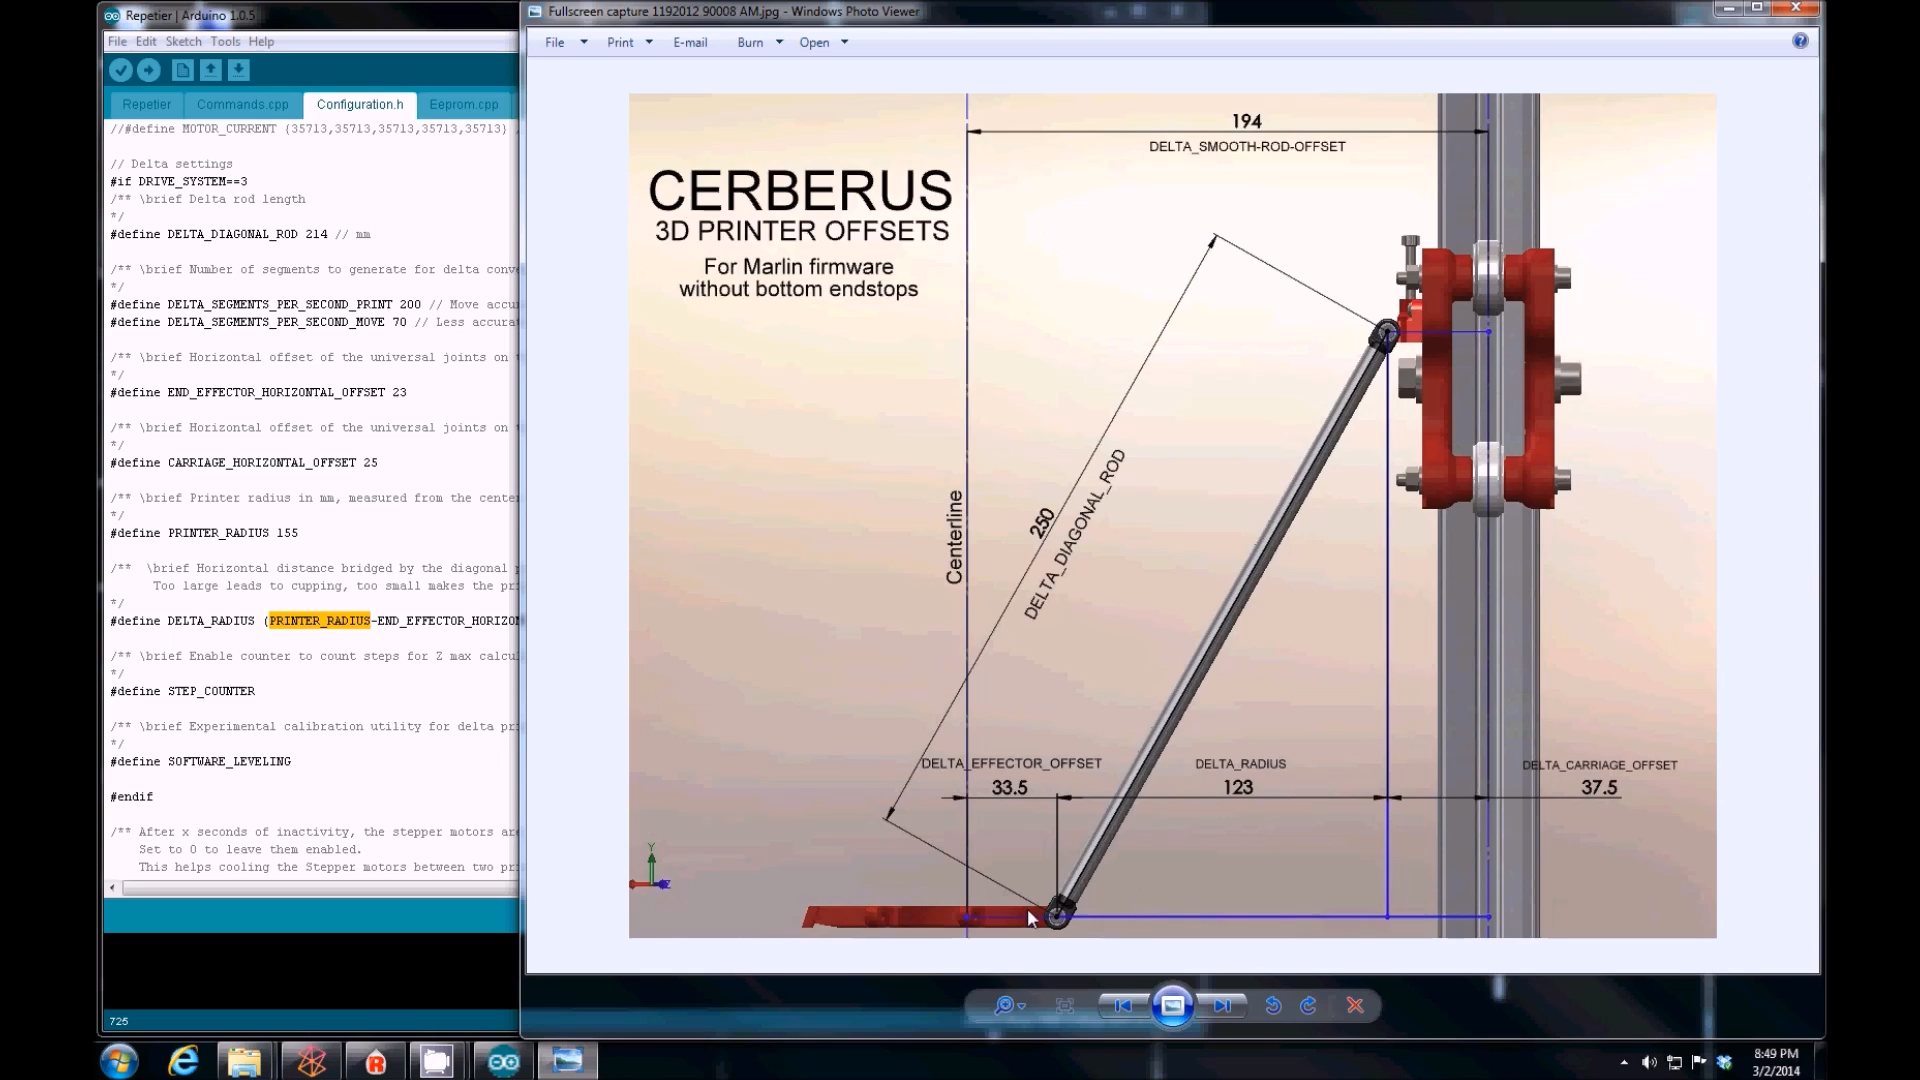 Repetier | Arduino 1.0.5
File Edit Sketch Tools Help
Repetier Commands.cpp Configuration.h Eeprom.cpp
//#define MOTOR_CURRENT {35713,35713,35713,35713,35713}
// Delta settings
#if DRIVE_SYSTEM==3
/** \brief Delta rod length
*/
#define DELTA_DIAGONAL_ROD 214 // mm
/** \brief Number of segments to generate for delta conv
*/
#define DELTA_SEGMENTS_PER_SECOND_PRINT 200 // Move accu
#define DELTA_SEGMENTS_PER_SECOND_MOVE 70 // Less accura
/** \brief Horizontal offset of the universal joints on
*/
#define END_EFFECTOR_HORIZONTAL_OFFSET 23
/** \brief Horizontal offset of the universal joints on
*/
#define CARRIAGE_HORIZONTAL_OFFSET 25
/** \brief Printer radius in mm, measured from the center
*/
#define PRINTER_RADIUS 155
/** \brief Horizontal distance bridged by the diagonal p
Too large leads to cupping, too small makes the pri
*/
#define DELTA_RADIUS (PRINTER_RADIUS-END_EFFECTOR_HORIZON
/** \brief Enable counter to count steps for Z max calcu
*/
#define STEP_COUNTER
/** \brief Experimental calibration utility for delta pri
*/
#define SOFTWARE_LEVELING
#endif
/** After x seconds of inactivity, the stepper motors are
Set to 0 to leave them enabled.
This helps cooling the Stepper motors between two pri
725
Fullscreen capture 1192012 90008 AM.jpg - Windows Photo Viewer
File Print E-mail Burn Open
194
DELTA_SMOOTH-ROD-OFFSET
CERBERUS
3D PRINTER OFFSETS
For Marlin firmware
without bottom endstops
Centerline
250
DELTA_DIAGONAL_ROD
DELTA_EFFECTOR_OFFSET DELTA_RADIUS DELTA_CARRIAGE_OFFSET
33.5 123 37.5
Y
Z
8:49 PM
3/2/2014